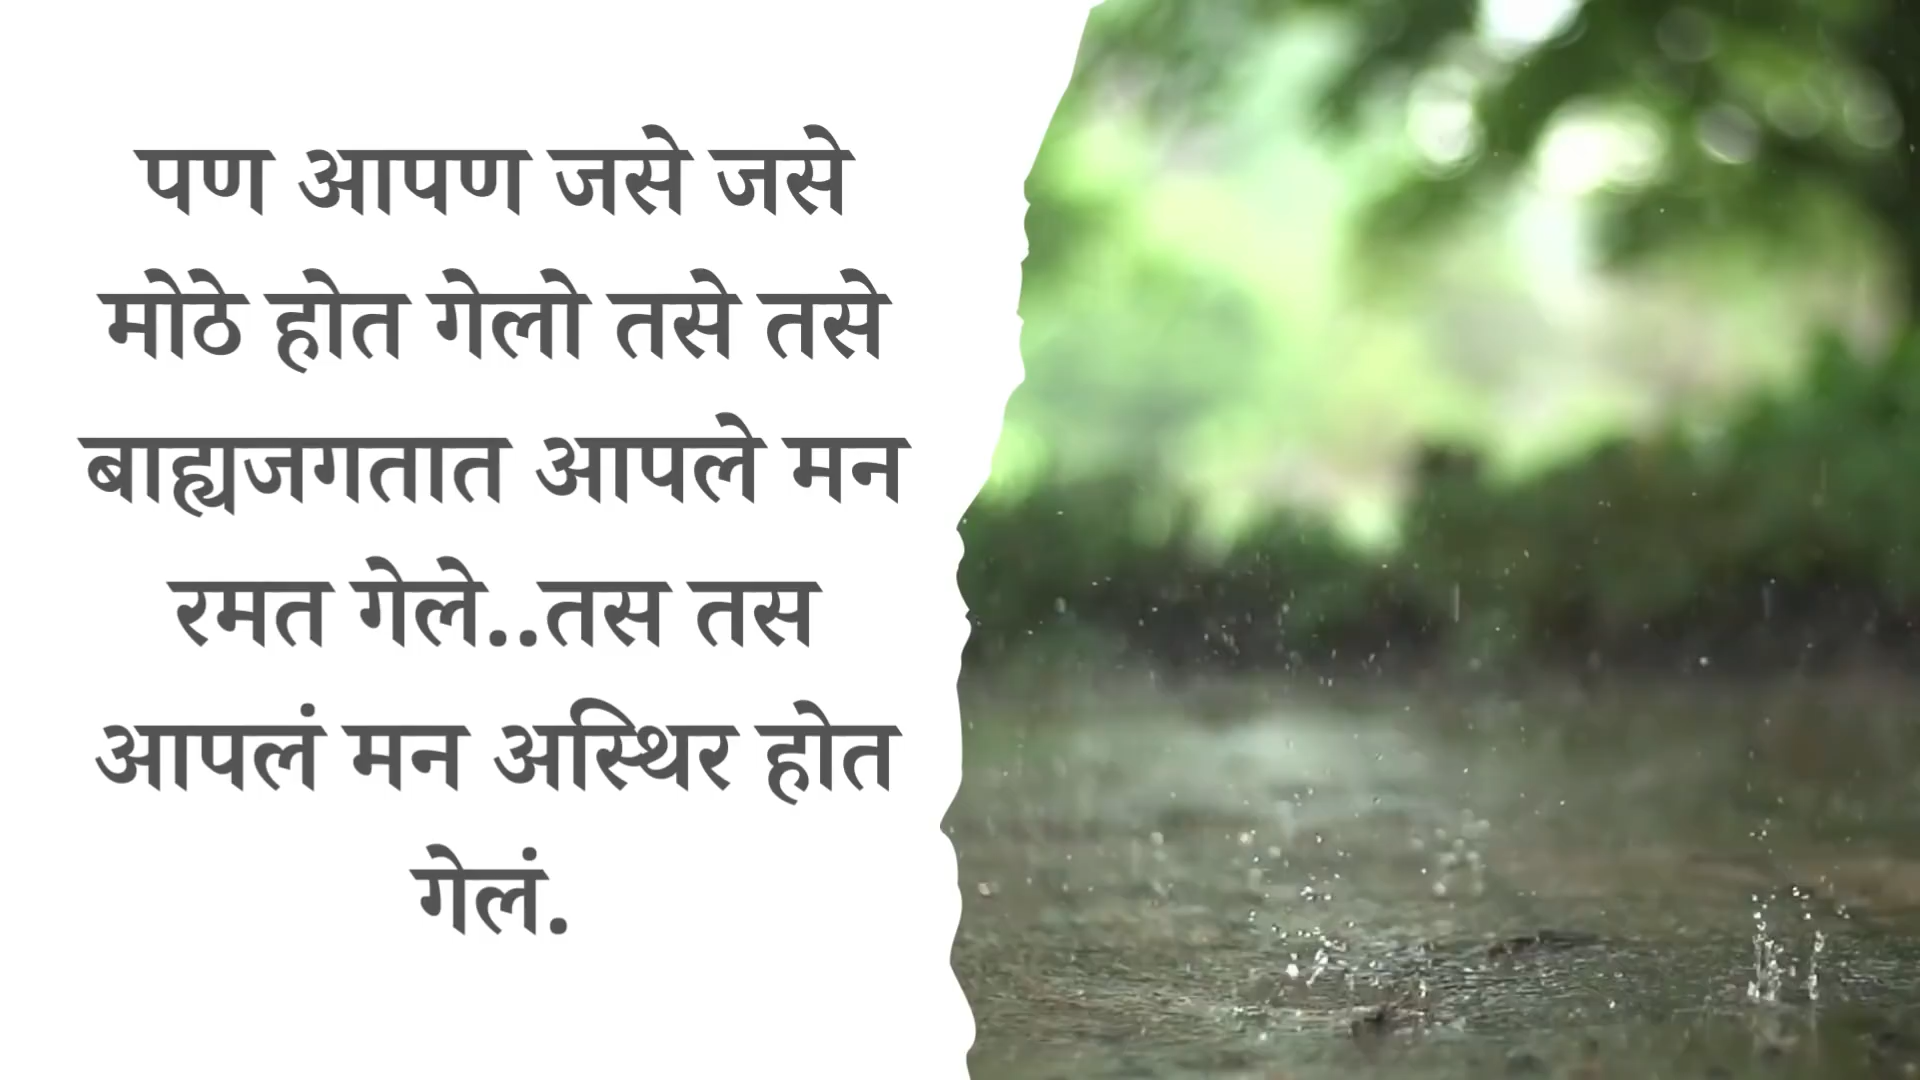 पण आपण जसे जसे
मोठे होत गेलो तसे तसे
बाह्यजगतात आपले मन
रमत गेले..तस तस
आपलं मन अस्थिर होत
गेलं.